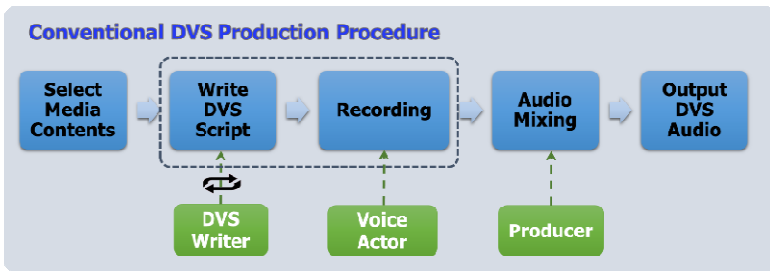 Conventional DVS Production Procedure
Select
Media
Contents
Write
DVS
Script
Recording
Audio
Mixing
Output
DVS
Audio
DVS
Writer
Voice
Actor
Producer